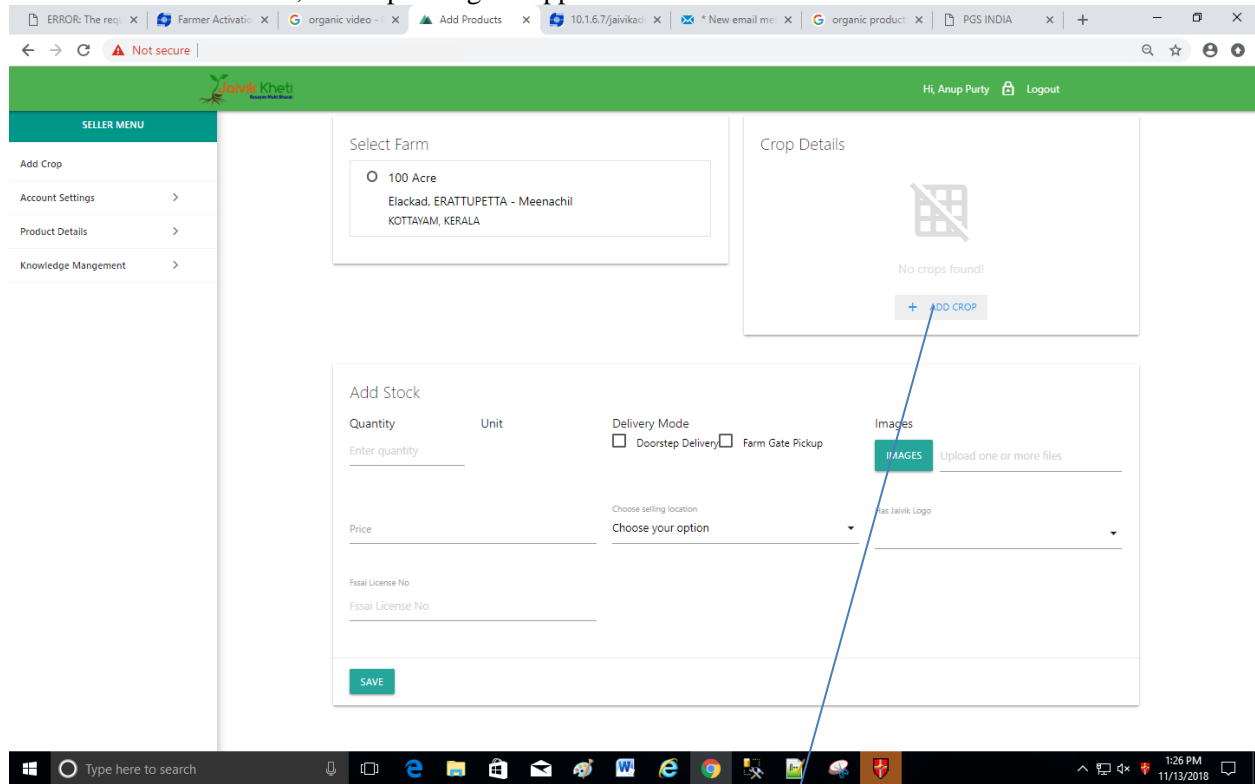 ERROR: The req
Farmer Activatio
organic video -
Add Products
10.1.6.7/jaivikad
* New email me
organic product
PGS INDIA
Not secure
Jaivik Kheti
Hi, Anup Purty
Logout
SELLER MENU
Add Crop
Account Settings
Product Details
Knowledge Mangement
Select Farm
100 Acre
Elackad, ERATTUPETTA - Meenachil
KOTTAYAM, KERALA
Crop Details
No crops found!
+ ADD CROP
Add Stock
Quantity
Unit
Delivery Mode
Images
Enter quantity
Doorstep Delivery
Farm Gate Pickup
IMAGES
Upload one or more files
Price
Choose selling location
Choose your option
Has Jaivik Logo
Fssai License No
Fssai License No
SAVE
Type here to search
1:26 PM
11/13/2018